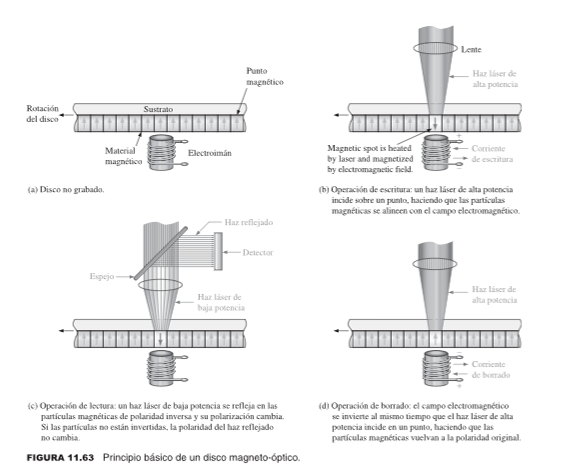 Punto
magnético
Rotación
del disco
Sustrato
Material
magnético
Electroimán
(a) Disco no grabado.
Lente
Haz láser de
alta potencia
Magnetic spot is heated
by laser and magnetized
by electromagnetic field.
Corriente
de escritura
(b) Operación de escritura: un haz láser de alta potencia
incide sobre un punto, haciendo que las partículas
magnéticas se alineen con el campo electromagnético.
Haz reflejado
Detector
Espejo
Haz láser de
baja potencia
(c) Operación de lectura: un haz láser de baja potencia se refleja en las
partículas magnéticas de polaridad inversa y su polarización cambia.
Si las partículas no están invertidas, la polaridad del haz reflejado
no cambia.
Haz láser de
alta potencia
Corriente
de borrado
(d) Operación de borrado: el campo electromagnético
se invierte al mismo tiempo que el haz láser de alta
potencia incide en un punto, haciendo que las
partículas magnéticas vuelvan a la polaridad original.
FIGURA 11.63 Principio básico de un disco magneto-óptico.